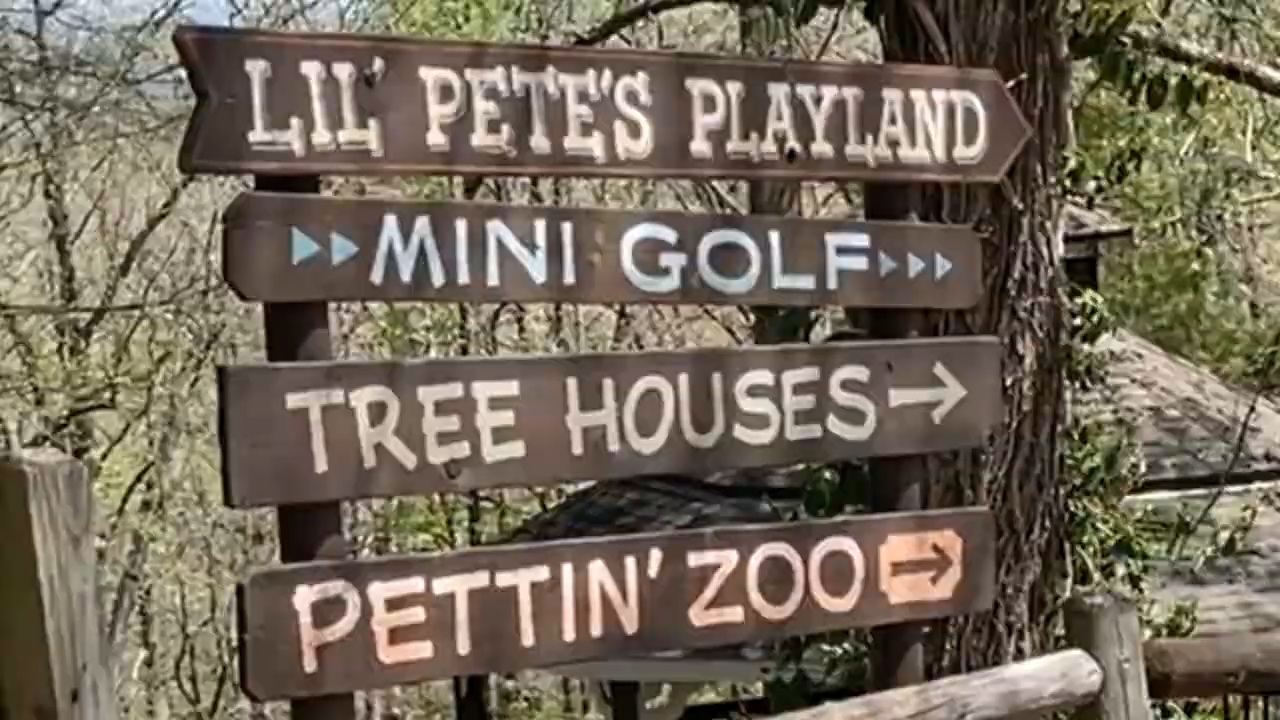 LIL' PETE'S PLAYLAND
MINI GOLF
TREE HOUSES
PETTIN' ZOO